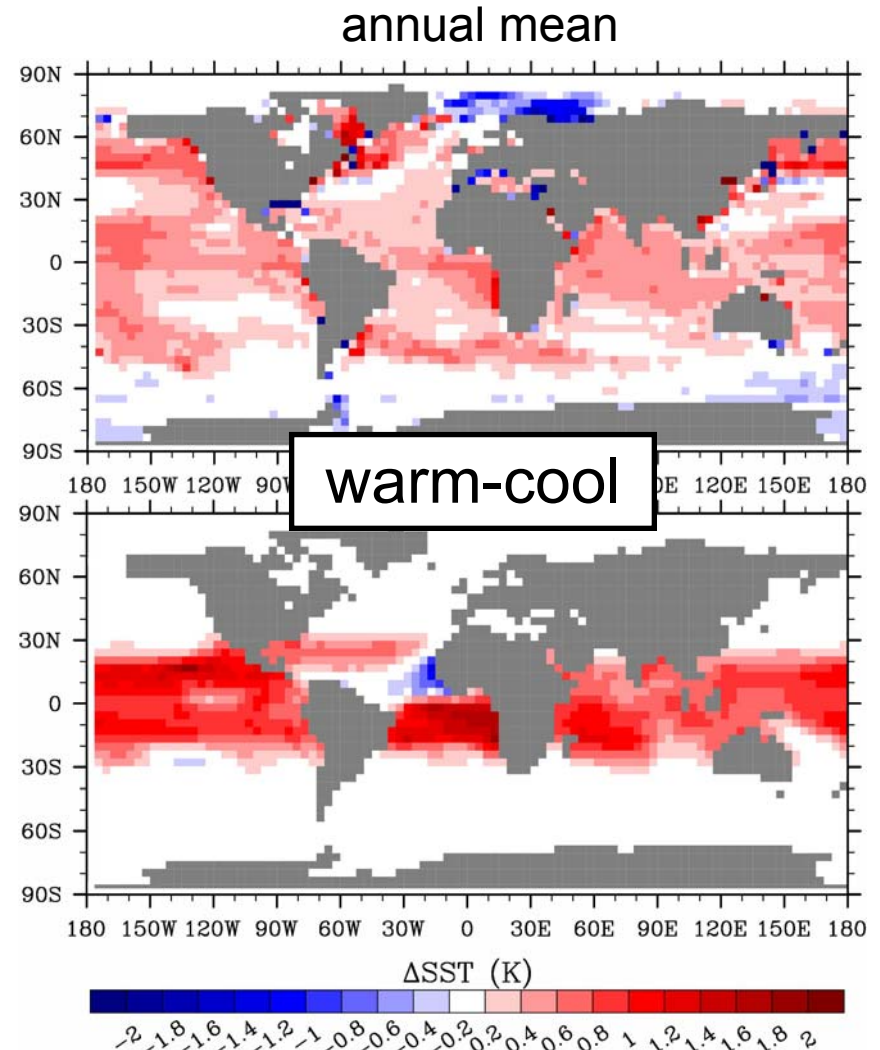 annual mean
90N
60N
30N
0
30S
60S
90S
180 150W 120W 90W 0E 120E 150E 180
warm-cool
90N
60N
30N
0
30S
60S
90S
180 150W 120W 90W 60W 30W 0 30E 60E 90E 120E 150E 180
ΔSST (K)
-2 -1.8 -1.6 -1.4 -1.2 -1 -0.8 -0.6 -0.4 -0.2 0.2 0.4 0.6 0.8 1 1.2 1.4 1.6 1.8 2